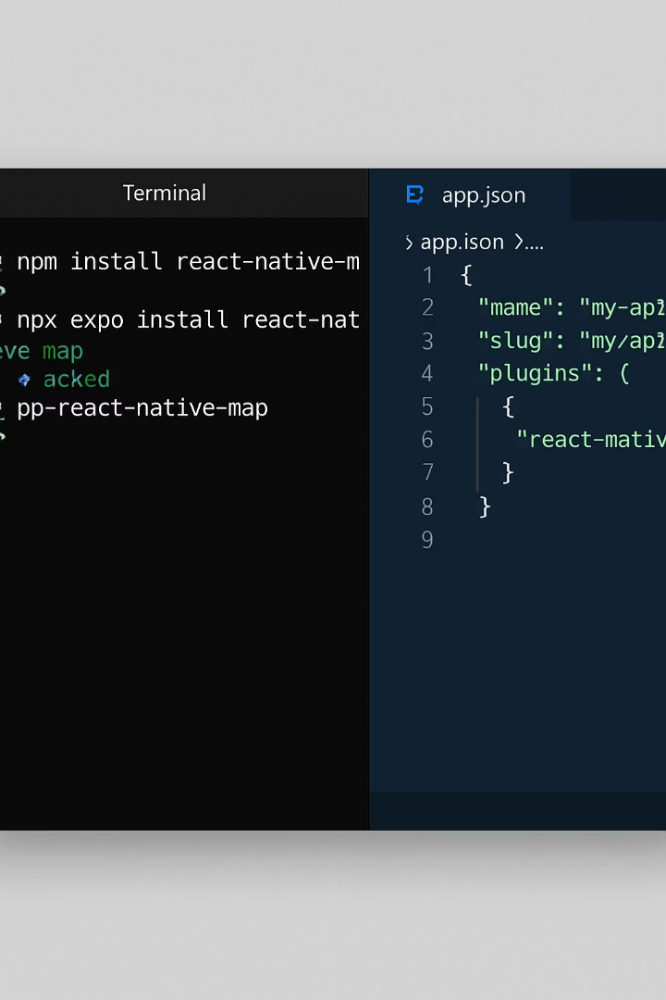 Terminal
npm install react-native-m
npx expo install react-nat
eve map
acked
pp-react-native-map
app.json
app.ison >....
1 {
2 "mame": "my-ap
3 "slug": "my/ap
4 "plugins": (
5 {
6 "react-mativ
7 }
8 }
9